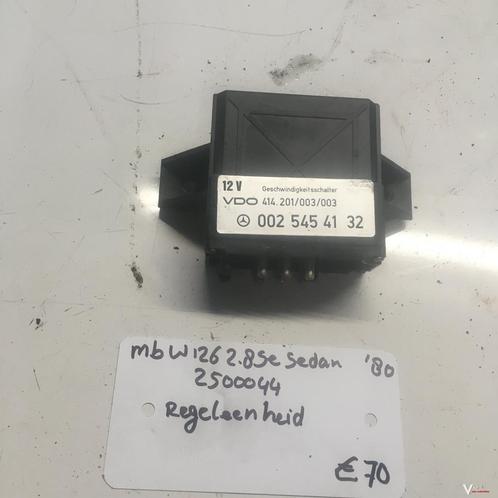 12 V Geschwindigkeitsschalter
VDO 414.201/003/003
002 545 41 32
mb W126 2.8Se Sedan '80
2500044
Regeleenheid
€70